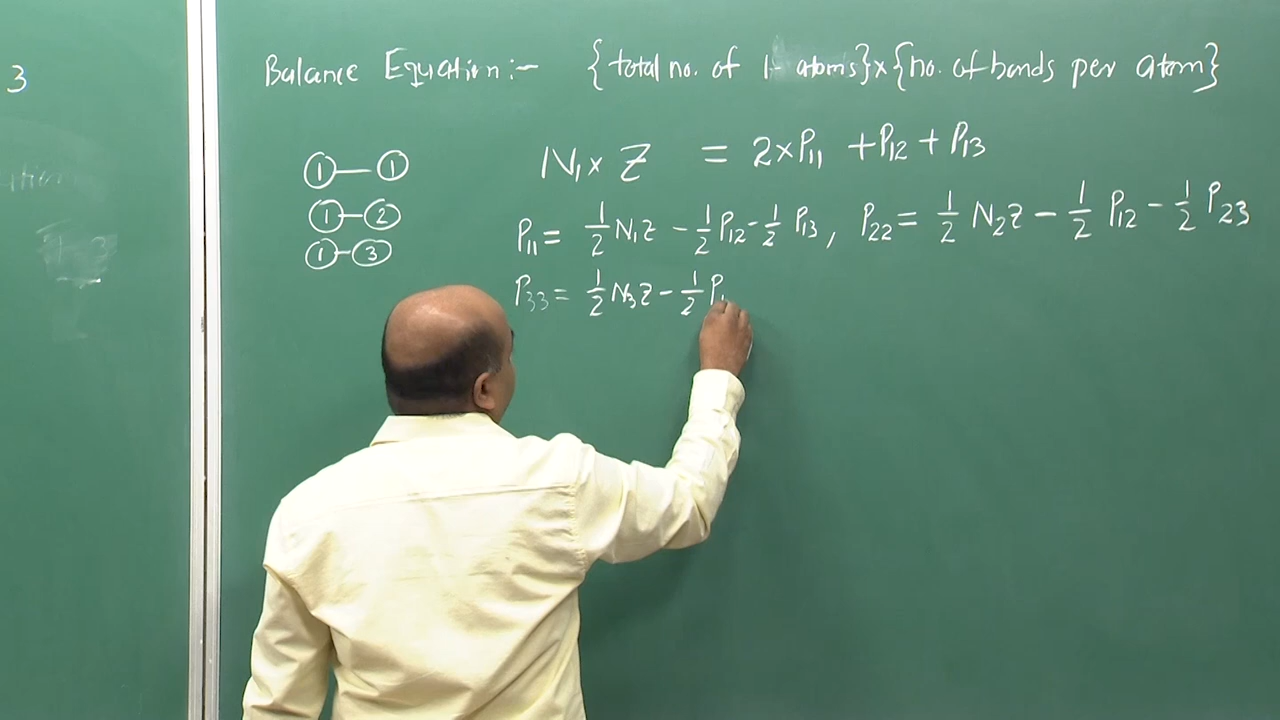 3
Balance Equation:- {total no. of 1- atoms}x{no. of bonds per atom}
1 — 1
N₁ x Z = 2xP₁₁ + P₁₂ + P₁₃
1 — 2
P₁₁ = 1/2 N₁Z - 1/2 P₁₂ - 1/2 P₁₃, P₂₂ = 1/2 N₂Z - 1/2 P₁₂ - 1/2 P₂₃
1 - 3
P₃₃ = 1/2 N₃Z - 1/2 P₁